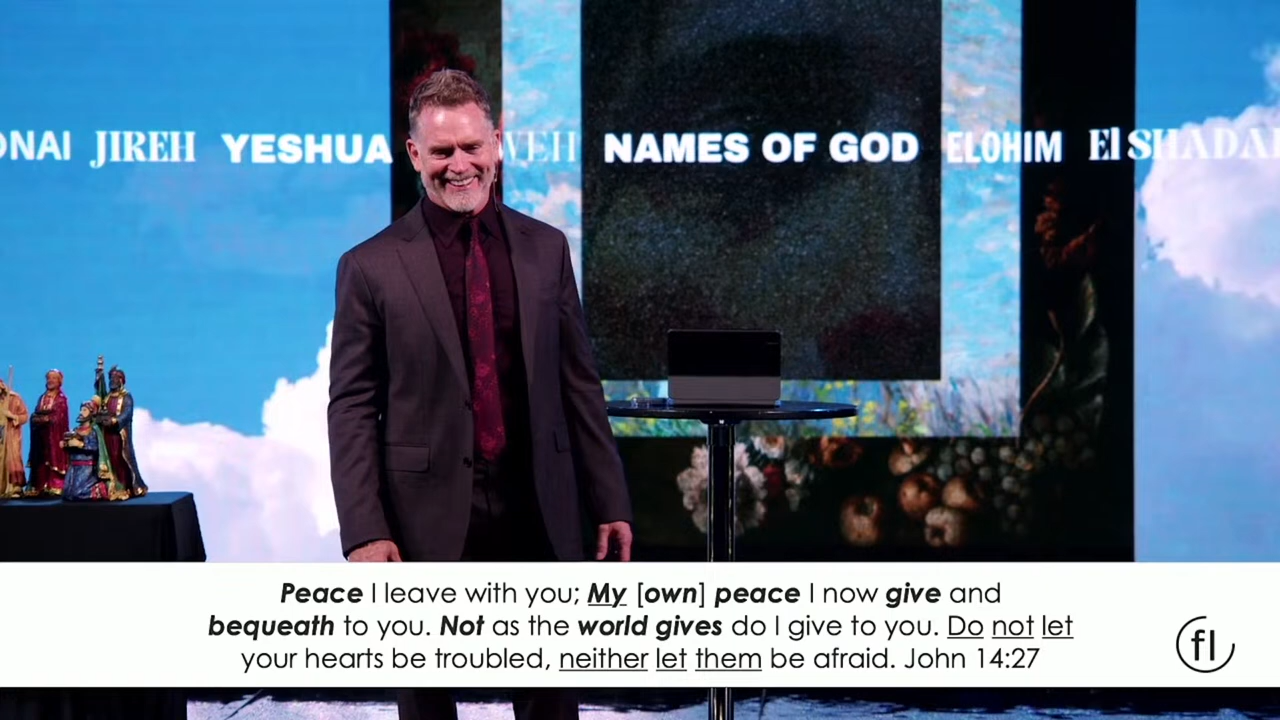 JIREH YESHUA NAMES OF GOD ELOHIM El SHADAI
Peace I leave with you; My [own] peace I now give and
bequeath to you. Not as the world gives do I give to you. Do not let
your hearts be troubled, neither let them be afraid. John 14:27
fl